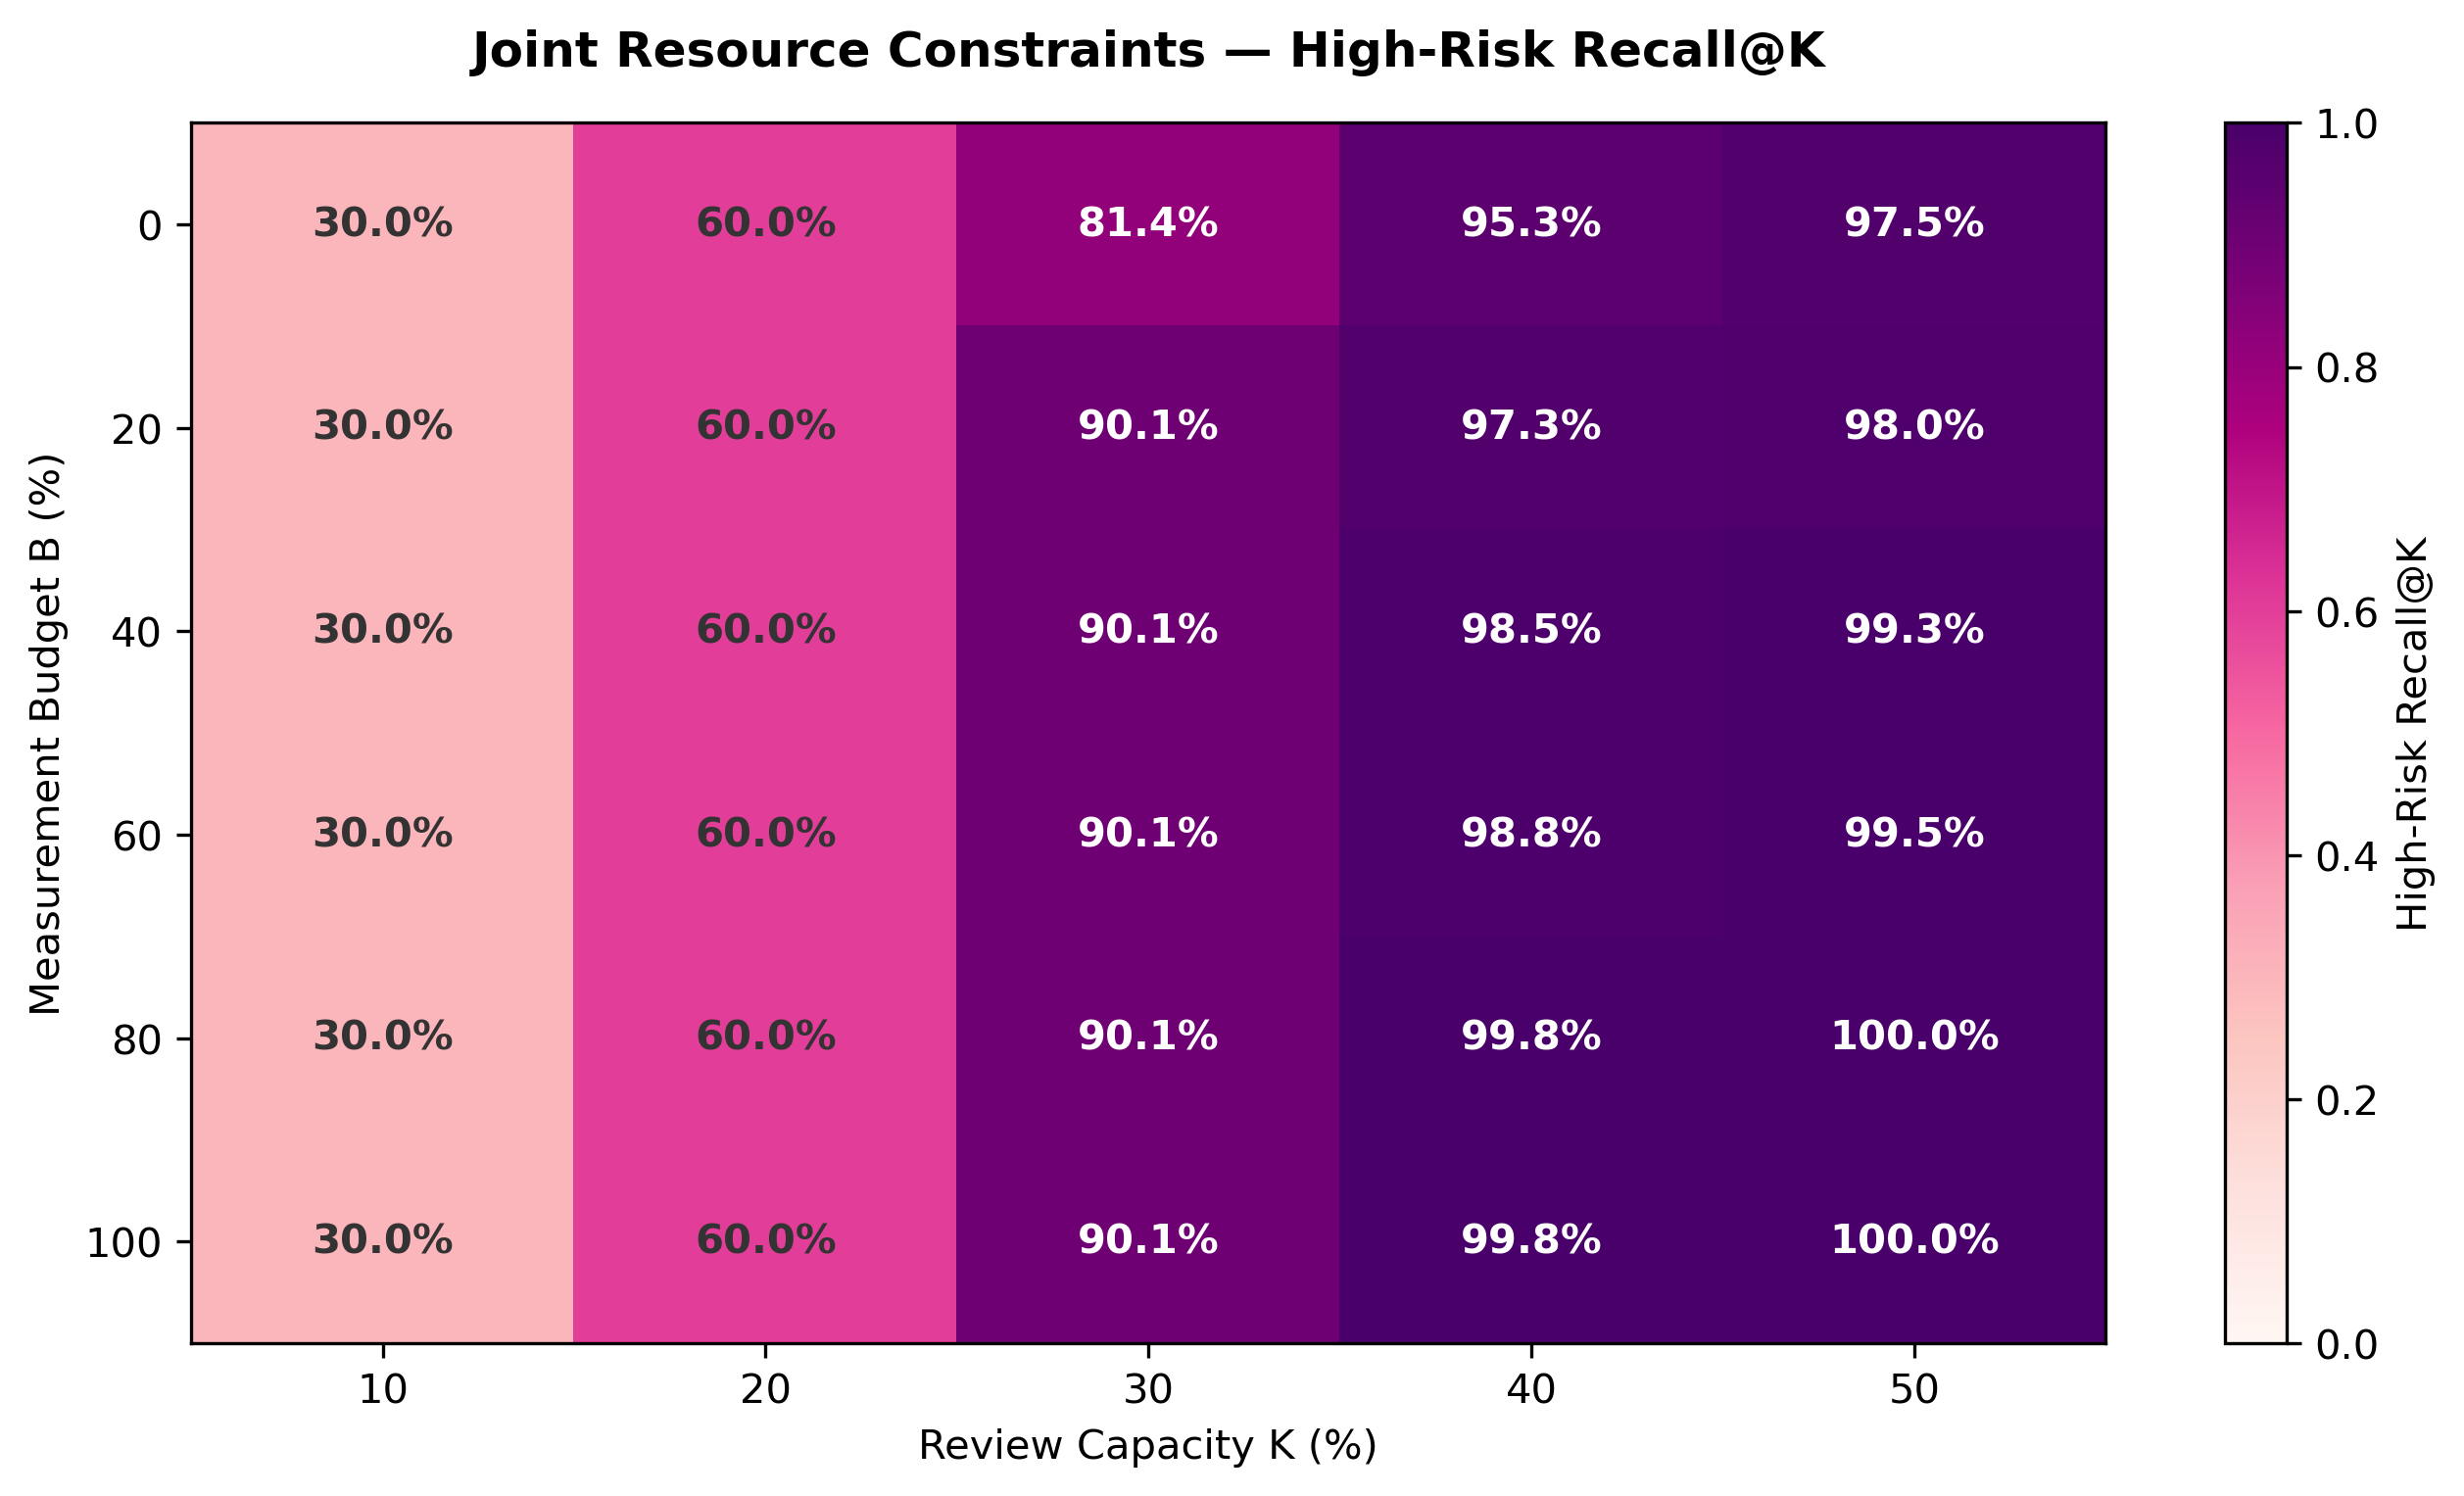 Joint Resource Constraints — High-Risk Recall@K
Measurement Budget B (%)
0 30.0% 60.0% 81.4% 95.3% 97.5%
20 30.0% 60.0% 90.1% 97.3% 98.0%
40 30.0% 60.0% 90.1% 98.5% 99.3%
60 30.0% 60.0% 90.1% 98.8% 99.5%
80 30.0% 60.0% 90.1% 99.8% 100.0%
100 30.0% 60.0% 90.1% 99.8% 100.0%
10 20 30 40 50
Review Capacity K (%)
1.0
0.8
0.6
0.4
0.2
0.0
High-Risk Recall@K